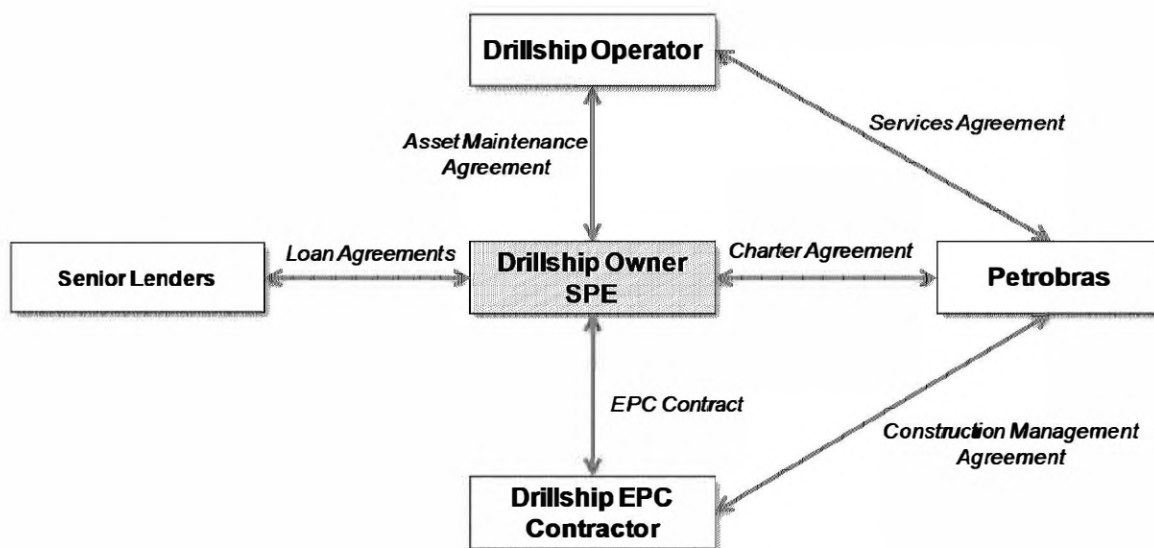 Drillship Operator
Services Agreement
Asset Maintenance
Agreement
Loan Agreements
Charter Agreement
Senior Lenders
Drillship Owner
SPE
Petrobras
EPC Contract
Construction Management
Agreement
Drillship EPC
Contractor